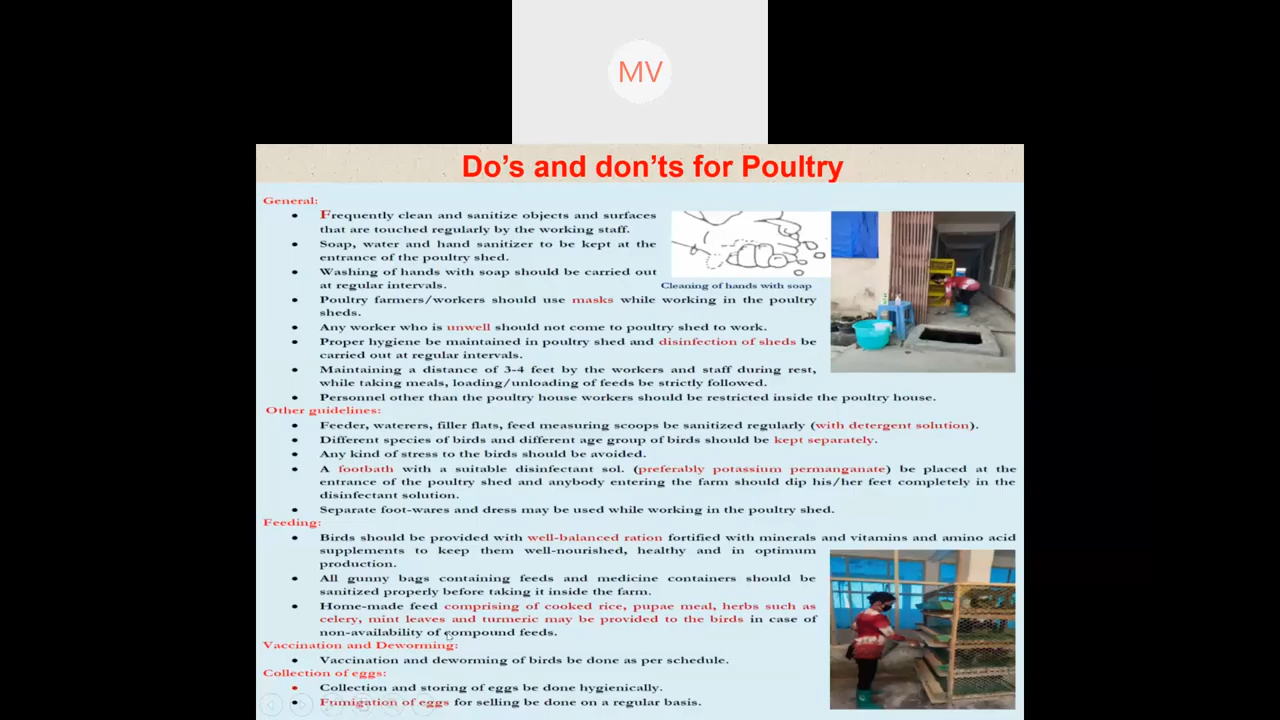 MV
Do's and don'ts for Poultry
General:
Frequently clean and sanitize objects and surfaces
that are touched regularly by the working staff.
Soap, water and hand sanitizer to be kept at the
entrance of the poultry shed.
Washing of hands with soap should be carried out
at regular intervals.
Cleaning of hands with soap
Poultry farmers/workers should use masks while working in the poultry
sheds.
Any worker who is unwell should not come to poultry shed to work.
Proper hygiene be maintained in poultry shed and disinfection of sheds be
carried out at regular intervals.
Maintaining a distance of 3-4 feet by the workers and staff during rest,
while taking meals, loading/unloading of feeds be strictly followed.
Personnel other than the poultry house workers should be restricted inside the poultry house.
Other guidelines:
Feeder, waterers, filler flats, feed measuring scoops be sanitized regularly (with detergent solution).
Different species of birds and different age group of birds should be kept separately.
Any kind of stress to the birds should be avoided.
A footbath with a suitable disinfectant sol. (preferably potassium permanganate) be placed at the
entrance of the poultry shed and anybody entering the farm should dip his/her feet completely in the
disinfectant solution.
Separate foot-wares and dress may be used while working in the poultry shed.
Feeding:
Birds should be provided with well-balanced ration fortified with minerals and vitamins and amino acid
supplements to keep them well-nourished, healthy and in optimum
production.
All gunny bags containing feeds and medicine containers should be
sanitized properly before taking it inside the farm.
Home-made feed comprising of cooked rice, pupae meal, herbs such as
celery, mint leaves and turmeric may be provided to the birds in case of
non-availability of compound feeds.
Vaccination and Deworming:
Vaccination and deworming of birds be done as per schedule.
Collection of eggs:
Collection and storing of eggs be done hygienically.
Fumigation of eggs for selling be done on a regular basis.